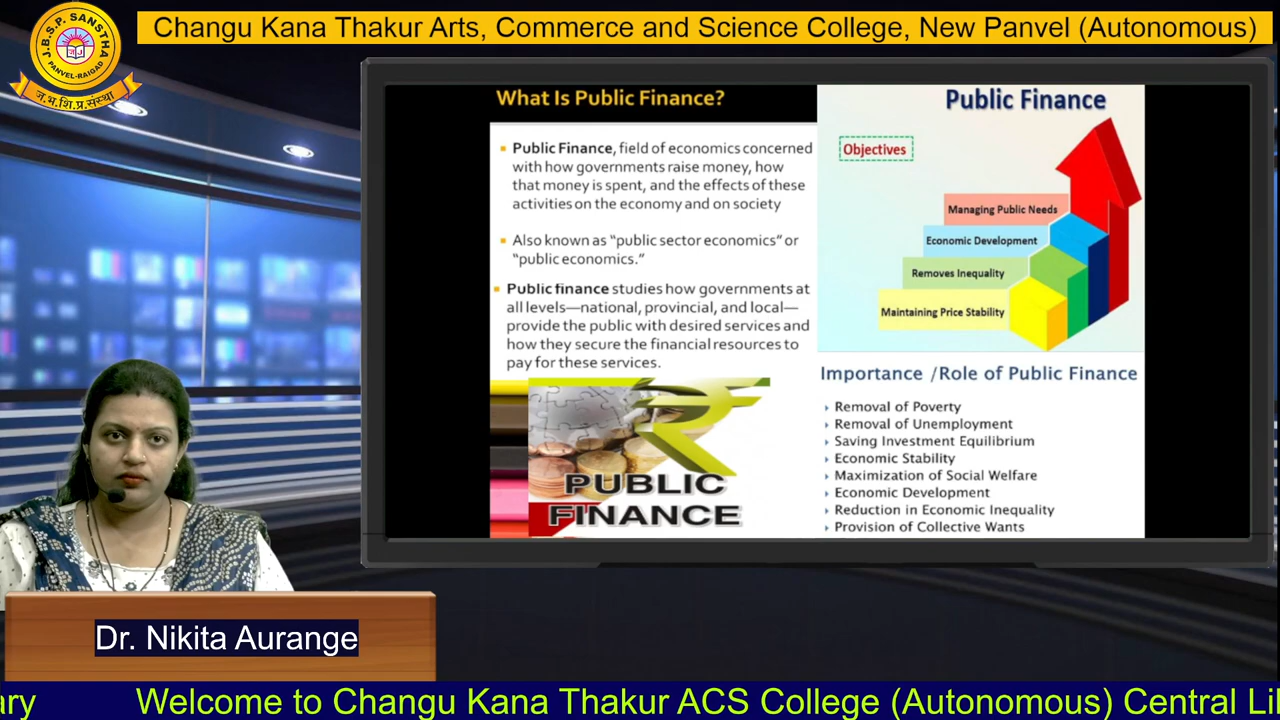 Changu Kana Thakur Arts, Commerce and Science College, New Panvel (Autonomous)
J.B.S.P. SANSTHA
PANVEL-RAIGAD
ज.भ.शि.प्र.संस्था
What Is Public Finance?
Public Finance, field of economics concerned
with how governments raise money, how
that money is spent, and the effects of these
activities on the economy and on society
Also known as “public sector economics” or
“public economics.”
Public finance studies how governments at
all levels—national, provincial, and local—
provide the public with desired services and
how they secure the financial resources to
pay for these services.
PUBLIC
FINANCE
Public Finance
Objectives
Managing Public Needs
Economic Development
Removes Inequality
Maintaining Price Stability
Importance /Role of Public Finance
Removal of Poverty
Removal of Unemployment
Saving Investment Equilibrium
Economic Stability
Maximization of Social Welfare
Economic Development
Reduction in Economic Inequality
Provision of Collective Wants
Dr. Nikita Aurange
ary Welcome to Changu Kana Thakur ACS College (Autonomous) Central Li